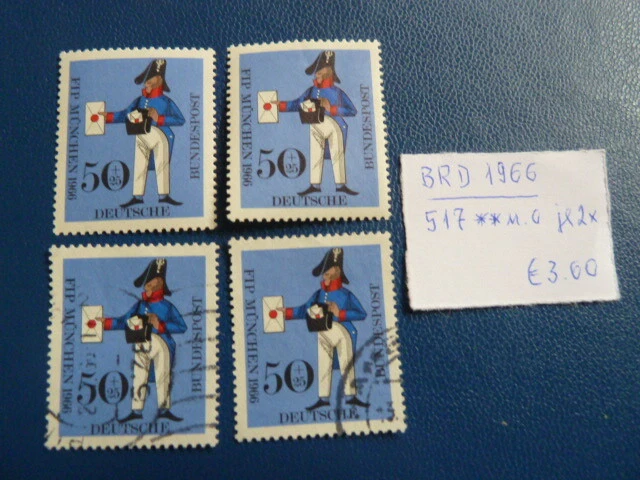 FIP MÜNCHEN 1966
50+25
BUNDESPOST
DEUTSCHE
FIP MÜNCHEN 1966
50+25
BUNDESPOST
DEUTSCHE
BRD 1966
517 ** u. o je 2x
€3.60
FIP MÜNCHEN 1966
50+25
BUNDESPOST
DEUTSCHE
FIP MÜNCHEN 1966
50+25
BUNDESPOST
DEUTSCHE